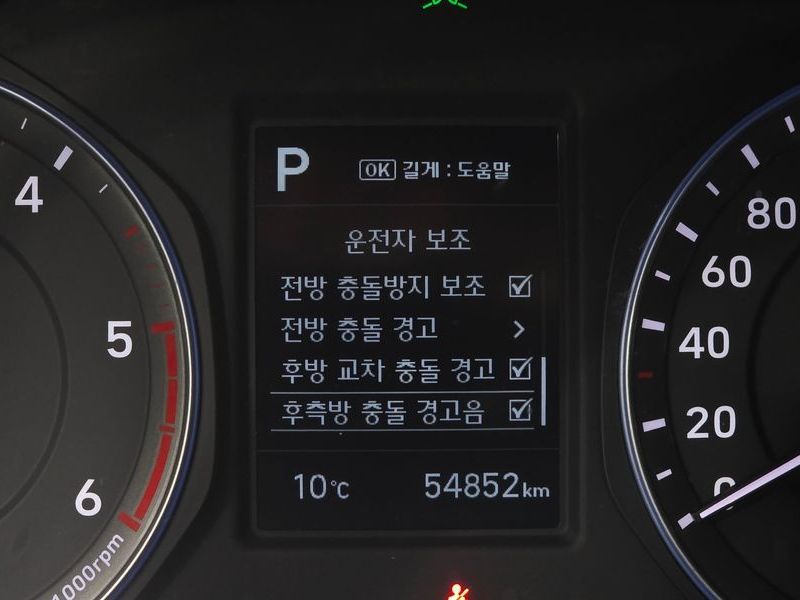 P OK 길게 : 도움말
운전자 보조
전방 충돌방지 보조
전방 충돌 경고 >
후방 교차 충돌 경고
후측방 충돌 경고음
10℃ 54852km
4
5
6
1000rpm
80
60
40
20
0